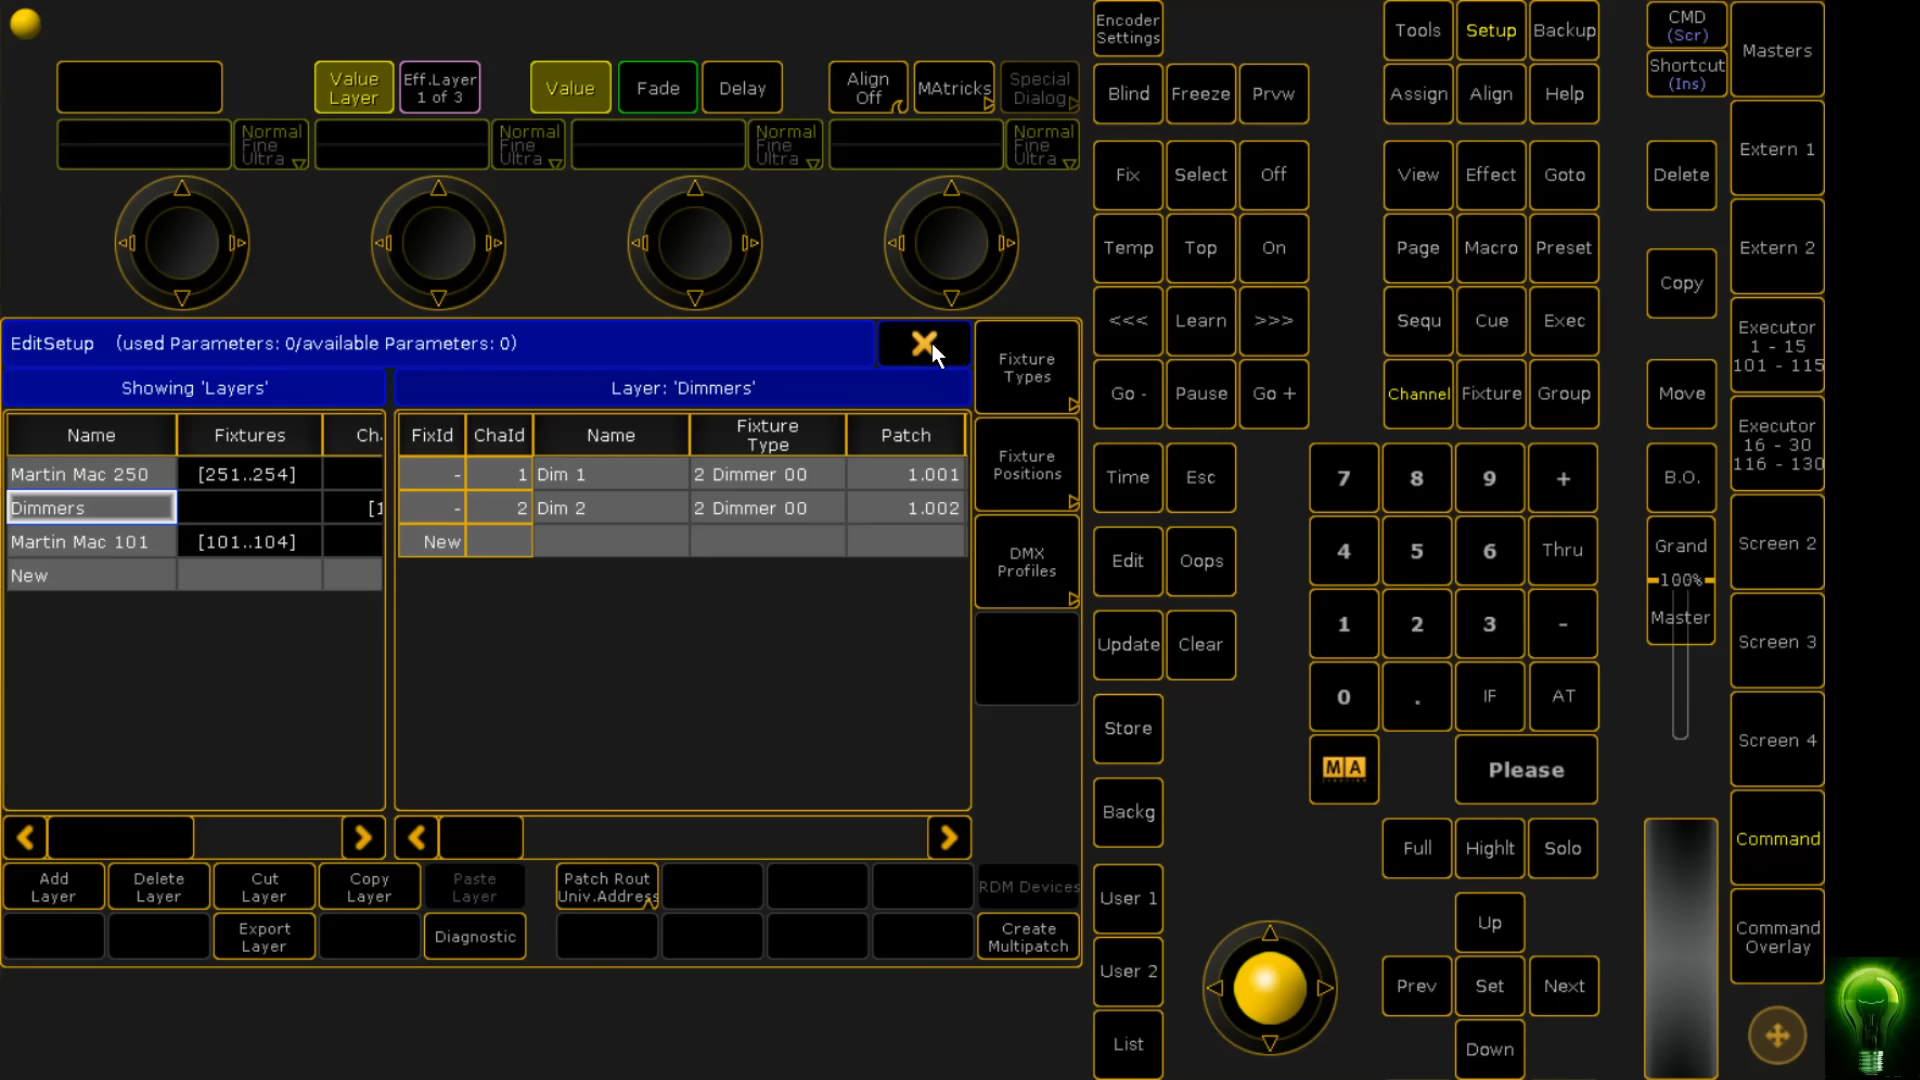 Value
Layer
Eff.Layer
1 of 3
Value
Fade
Delay
Align
Off
MAtricks
Special
Dialog
Normal
Fine
Ultra
Normal
Fine
Ultra
Normal
Fine
Ultra
Normal
Fine
Ultra
EditSetup (used Parameters: 0/available Parameters: 0)
Showing 'Layers'
Layer: 'Dimmers'
Name Fixtures Ch.
Martin Mac 250 [251..254]
Dimmers [1
Martin Mac 101 [101..104]
New
FixId ChaId Name Fixture Type Patch
- 1 Dim 1 2 Dimmer 00 1.001
- 2 Dim 2 2 Dimmer 00 1.002
New
Fixture
Types
Fixture
Positions
DMX
Profiles
Add
Layer
Delete
Layer
Cut
Layer
Copy
Layer
Paste
Layer
Patch Rout
Univ.Address
RDM Devices
Export
Layer
Diagnostic
Create
Multipatch
Encoder
Settings
Blind Freeze Prvw
Fix Select Off
Temp Top On
<<< Learn >>>
Go - Pause Go +
Time Esc
Edit Oops
Update Clear
Store
Backg
User 1
User 2
List
Tools Setup Backup
Assign Align Help
View Effect Goto
Page Macro Preset
Sequ Cue Exec
Channel Fixture Group
7 8 9 +
4 5 6 Thru
1 2 3 -
0 . IF AT
MA
Please
Full Highlt Solo
Up
Prev Set Next
Down
CMD
(Scr)
Shortcut
(Ins)
Delete
Copy
Move
B.O.
Grand
100%
Master
Masters
Extern 1
Extern 2
Executor
1 - 15
101 - 115
Executor
16 - 30
116 - 130
Screen 2
Screen 3
Screen 4
Command
Command
Overlay